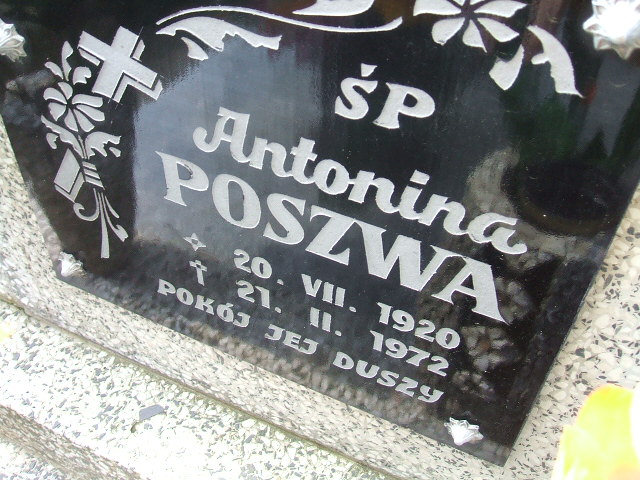 ŚP
Antonina
POSZWA
20. VII. 1920
21. II. 1972
POKÓJ JEJ DUSZY